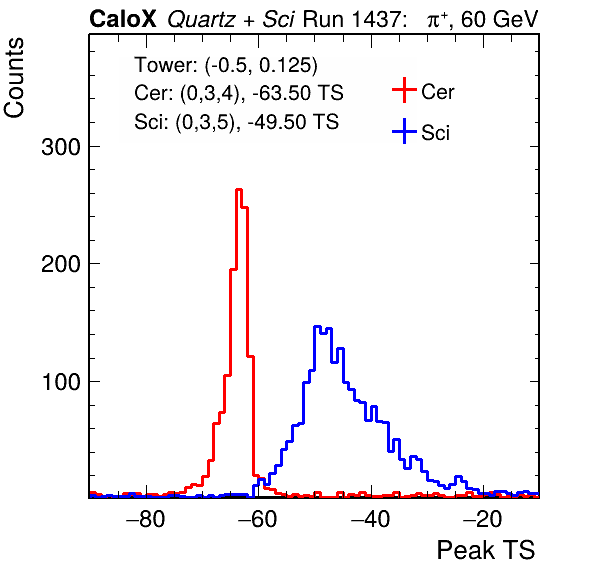 CaloX Quartz + Sci Run 1437: π⁺, 60 GeV
Counts
Tower: (-0.5, 0.125)
Cer: (0,3,4), -63.50 TS
Sci: (0,3,5), -49.50 TS
Cer
Sci
300
200
100
−80 −60 −40 −20
Peak TS